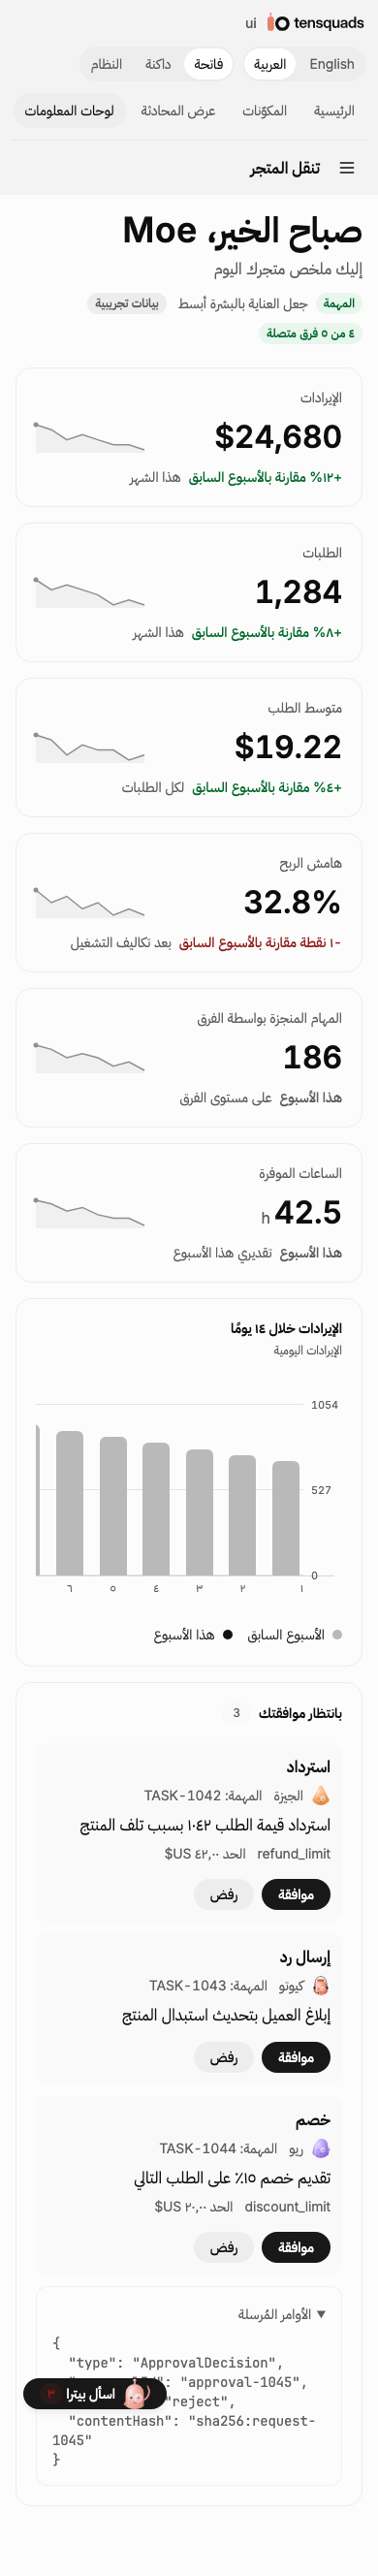 tensquads ui
English العربية فاتحة داكنة النظام
الرئيسية المكوّنات عرض المحادثة لوحات المعلومات
تنقل المتجر
صباح الخير، Moe
إليك ملخص متجرك اليوم
المهمة جعل العناية بالبشرة أبسط بيانات تجريبية
٤ من ٥ فرق متصلة
الإيرادات
$24,680
+١٢% مقارنة بالأسبوع السابق هذا الشهر
الطلبات
1,284
+٨% مقارنة بالأسبوع السابق هذا الشهر
متوسط الطلب
$19.22
+٤% مقارنة بالأسبوع السابق لكل الطلبات
هامش الربح
32.8%
-١ نقطة مقارنة بالأسبوع السابق بعد تكاليف التشغيل
المهام المنجزة بواسطة الفرق
186
هذا الأسبوع على مستوى الفرق
الساعات الموفرة
42.5 h
هذا الأسبوع تقديري هذا الأسبوع
الإيرادات خلال ١٤ يومًا
الإيرادات اليومية
1054
527
0
١ ٢ ٣ ٤ ٥ ٦
الأسبوع السابق هذا الأسبوع
بانتظار موافقتك 3
استرداد
الجيزة المهمة: TASK-1042
استرداد قيمة الطلب ١٠٤٢ بسبب تلف المنتج
refund_limit الحد ٤٢,٠٠ US$
موافقة رفض
إرسال رد
كيوتو المهمة: TASK-1043
إبلاغ العميل بتحديث استبدال المنتج
موافقة رفض
خصم
ريو المهمة: TASK-1044
تقديم خصم ١٥٪ على الطلب التالي
discount_limit الحد ٢٠,٠٠ US$
موافقة رفض
▼ الأوامر المُرسلة
{
"type": "ApprovalDecision",
"approval-1045",
"reject",
"contentHash": "sha256:request-
1045"
}
اسأل بيترا ٣